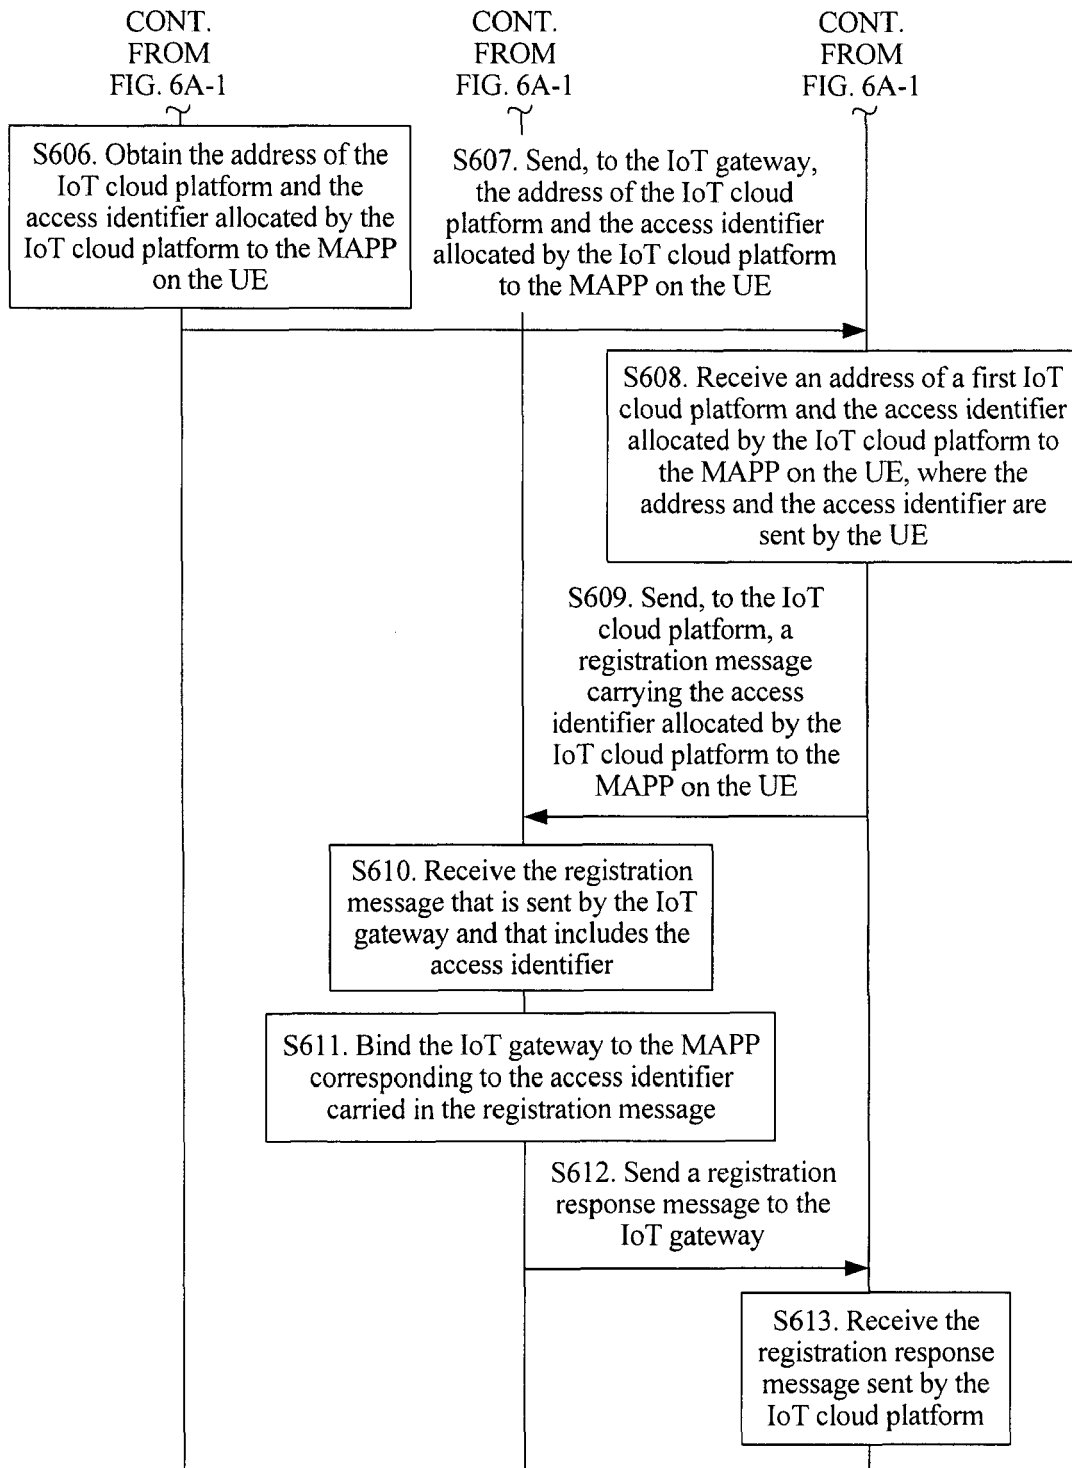 CONT.
FROM
FIG. 6A-1
CONT.
FROM
FIG. 6A-1
CONT.
FROM
FIG. 6A-1
S606. Obtain the address of the
IoT cloud platform and the
access identifier allocated by the
IoT cloud platform to the MAPP
on the UE
S607. Send, to the IoT gateway,
the address of the IoT cloud
platform and the access identifier
allocated by the IoT cloud platform
to the MAPP on the UE
S608. Receive an address of a first IoT
cloud platform and the access identifier
allocated by the IoT cloud platform to
the MAPP on the UE, where the
address and the access identifier are
sent by the UE
S609. Send, to the IoT
cloud platform, a
registration message
carrying the access
identifier allocated by the
IoT cloud platform to the
MAPP on the UE
S610. Receive the registration
message that is sent by the IoT
gateway and that includes the
access identifier
S611. Bind the IoT gateway to the MAPP
corresponding to the access identifier
carried in the registration message
S612. Send a registration
response message to the
IoT gateway
S613. Receive the
registration response
message sent by the
IoT cloud platform